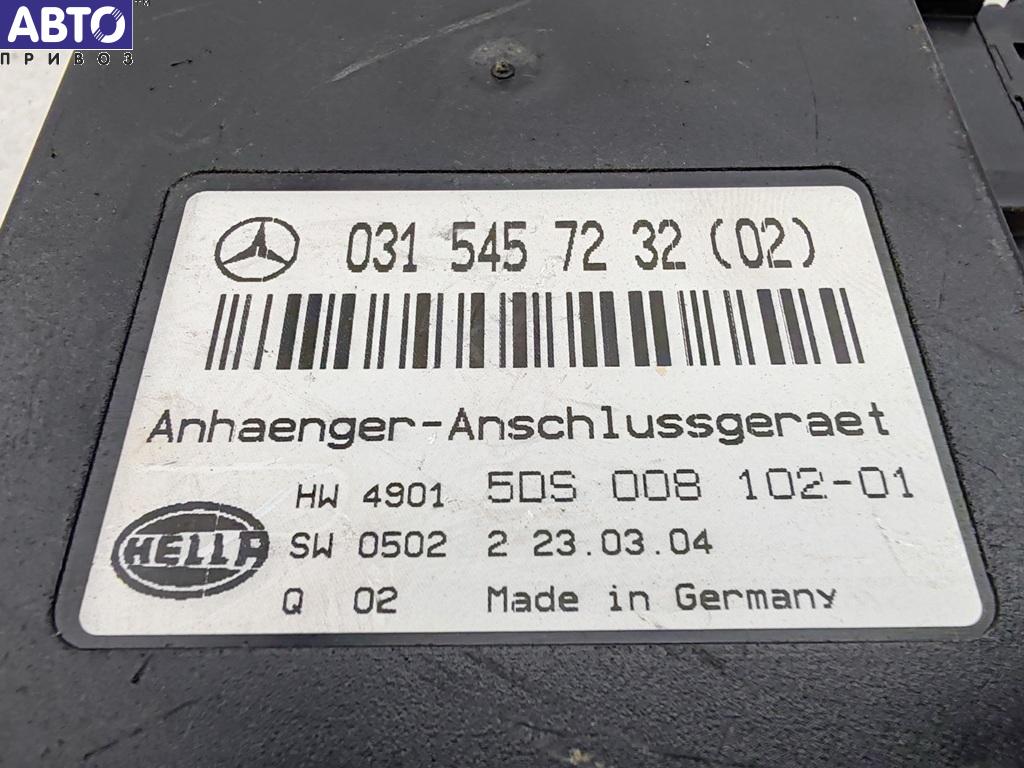 АВТО
ПРИВОЗ
031 545 72 32 (02)
Anhaenger-Anschlussgeraet
HW 4901 5DS 008 102-01
HELLA SW 0502 2 23.03.04
Q 02 Made in Germany